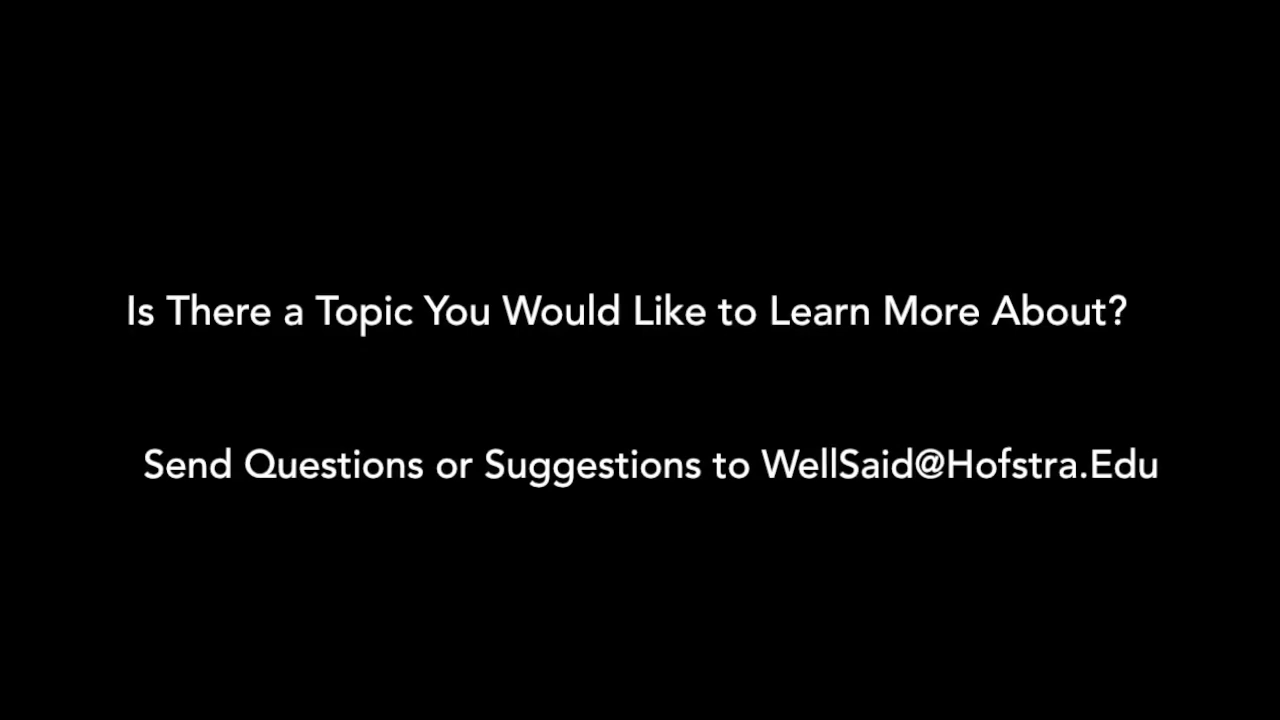 Is There a Topic You Would Like to Learn More About?
Send Questions or Suggestions to WellSaid@Hofstra.Edu